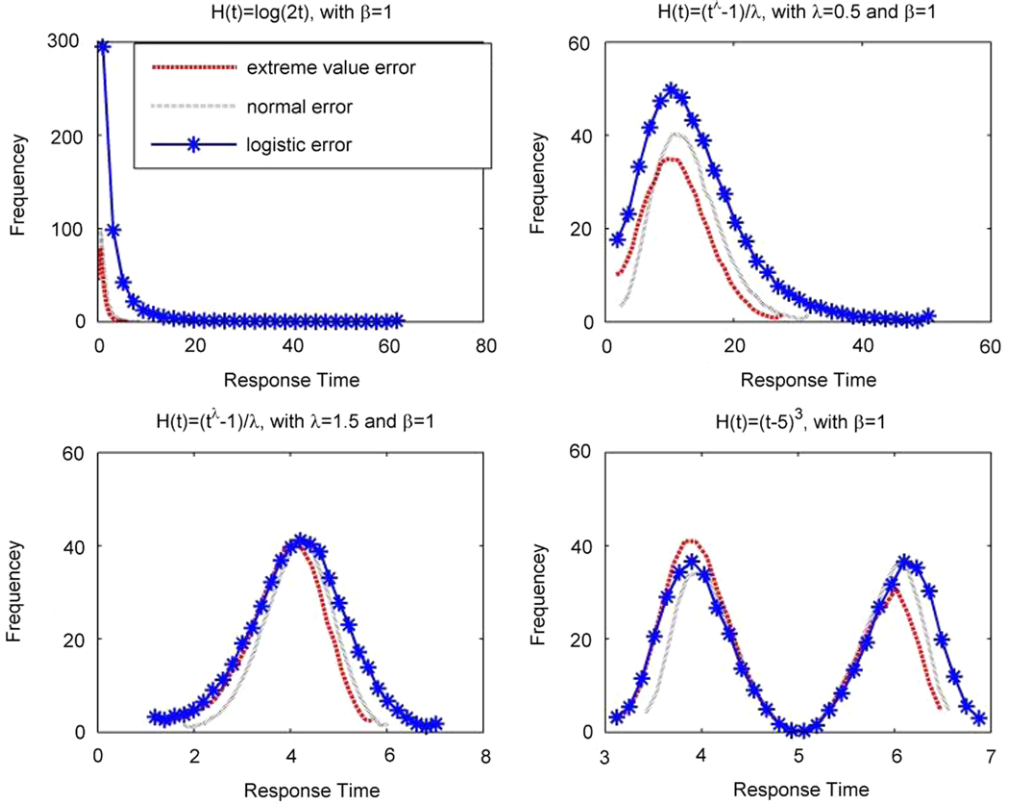 H(t)=log(2t), with β=1
300
200
100
0
Frequencey
extreme value error
normal error
logistic error
0 20 40 60 80
Response Time
H(t)=(t^λ-1)/λ, with λ=0.5 and β=1
60
40
20
0
Frequencey
0 20 40 60
Response Time
H(t)=(t^λ-1)/λ, with λ=1.5 and β=1
60
40
20
0
Frequencey
0 2 4 6 8
Response Time
H(t)=(t-5)^3, with β=1
60
40
20
0
Frequencey
3 4 5 6 7
Response Time